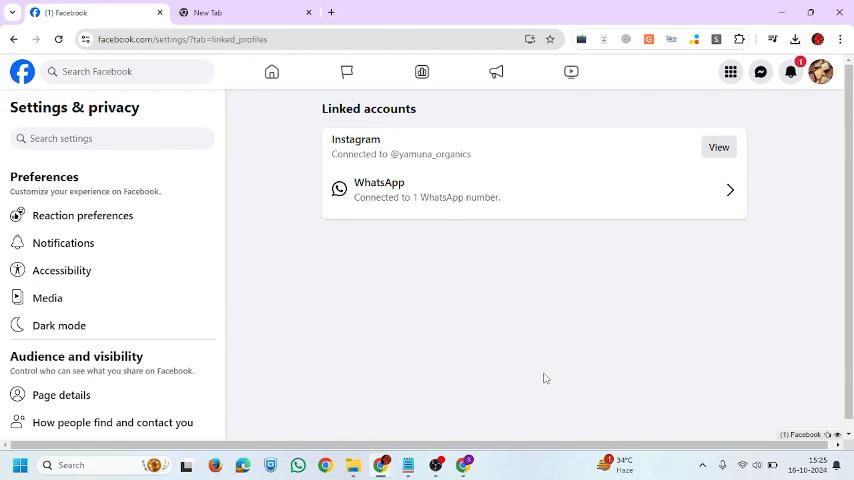 (1) Facebook
New Tab
facebook.com/settings/?tab=linked_profiles
Search Facebook
1
Settings & privacy
Search settings
Preferences
Customize your experience on Facebook.
Reaction preferences
Notifications
Accessibility
Media
Dark mode
Audience and visibility
Control who can see what you share on Facebook.
Page details
How people find and contact you
Linked accounts
Instagram
Connected to @yamuna_organics
View
WhatsApp
Connected to 1 WhatsApp number.
(1) Facebook
Search
3
1
34°C
Haze
15:25
16-10-2024